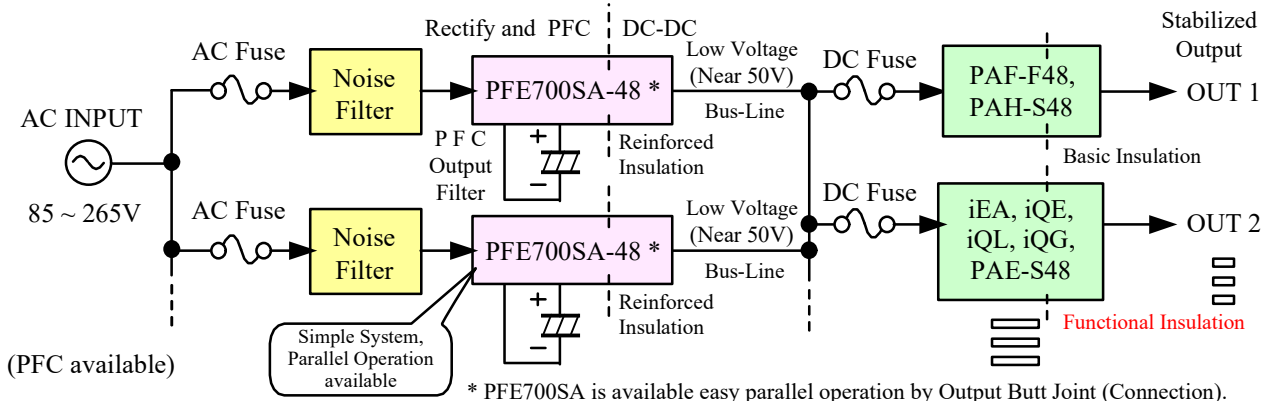 Rectify and PFC
DC-DC
Stabilized
Output
AC Fuse
Noise
Filter
PFE700SA-48 *
Low Voltage
(Near 50V)
Bus-Line
DC Fuse
PAF-F48,
PAH-S48
OUT 1
AC INPUT
85 ~ 265V
P F C
Output
Filter
+
−
Reinforced
Insulation
Basic Insulation
AC Fuse
Noise
Filter
PFE700SA-48 *
Low Voltage
(Near 50V)
Bus-Line
DC Fuse
iEA, iQE,
iQL, iQG,
PAE-S48
OUT 2
+
−
Reinforced
Insulation
Functional Insulation
Simple System,
Parallel Operation
available
(PFC available)
* PFE700SA is available easy parallel operation by Output Butt Joint (Connection).